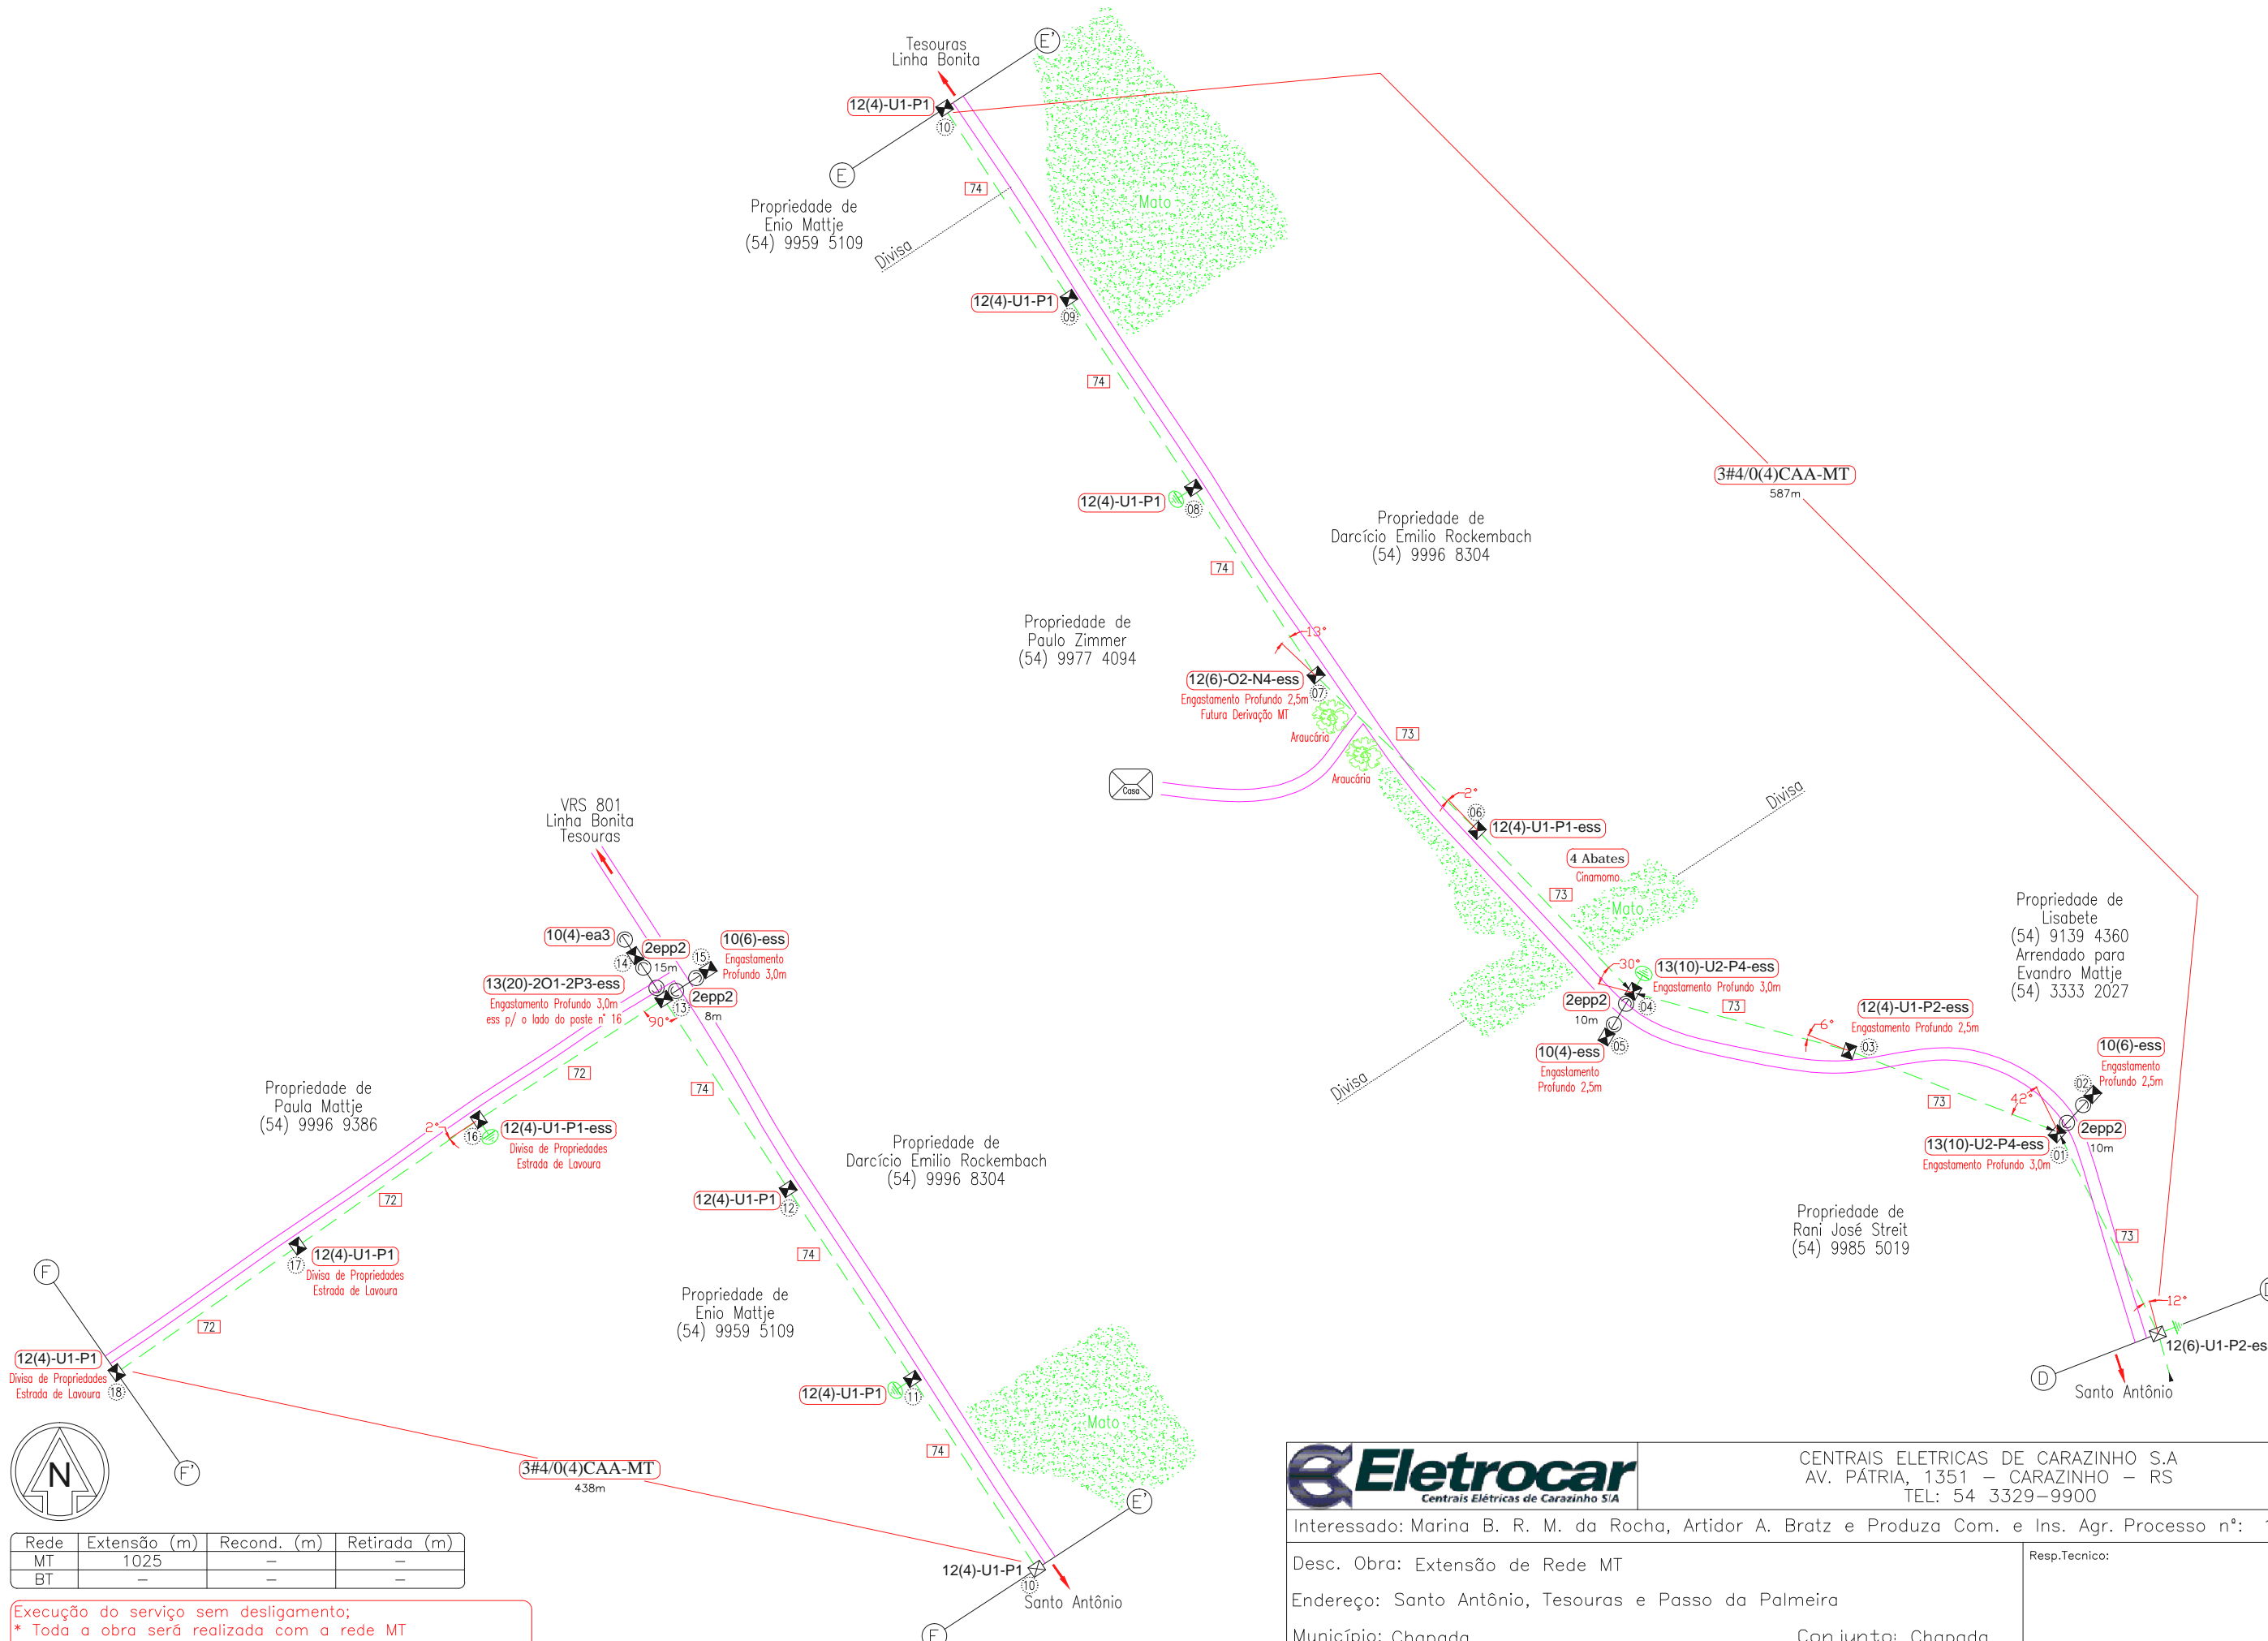 Tesouras
Linha Bonita
E'
12(4)-U1-P1
10
E
74
Propriedade de
Enio Mattje
(54) 9959 5109
Divisa
Mato
12(4)-U1-P1
09
74
3#4/0(4)CAA-MT
587m
12(4)-U1-P1
08
Propriedade de
Darcício Emilio Rockembach
(54) 9996 8304
74
Propriedade de
Paulo Zimmer
(54) 9977 4094
13°
12(6)-O2-N4-ess
07
Engastamento Profundo 2,5m
Futura Derivação MT
Araucária
73
Araucária
Casa
2°
06
12(4)-U1-P1-ess
Divisa
4 Abates
Cinamomo
73
Mato
30°
13(10)-U2-P4-ess
Engastamento Profundo 3,0m
2epp2
04
10m
73
10(4)-ess
05
Engastamento
Profundo 2,5m
Divisa
12(4)-U1-P2-ess
Engastamento Profundo 2,5m
6°
03
Propriedade de
Lisabete
(54) 9139 4360
Arrendado para
Evandro Mattje
(54) 3333 2027
10(6)-ess
Engastamento
Profundo 2,5m
02
42°
73
2epp2
10m
13(10)-U2-P4-ess
Engastamento Profundo 3,0m
01
Propriedade de
Rani José Streit
(54) 9985 5019
73
12°
12(6)-U1-P2-es
D
Santo Antônio
VRS 801
Linha Bonita
Tesouras
10(4)-ea3
2epp2
14
15m
15
10(6)-ess
Engastamento
Profundo 3,0m
13(20)-2O1-2P3-ess
Engastamento Profundo 3,0m
ess p/ o lado do poste n° 16
2epp2
8m
13
90°
72
74
Propriedade de
Paula Mattje
(54) 9996 9386
2°
16
12(4)-U1-P1-ess
Divisa de Propriedades
Estrada de Lavoura
Propriedade de
Darcício Emilio Rockembach
(54) 9996 8304
12(4)-U1-P1
12
72
74
17
12(4)-U1-P1
Divisa de Propriedades
Estrada de Lavoura
F
72
Propriedade de
Enio Mattje
(54) 9959 5109
12(4)-U1-P1
Divisa de Propriedades
Estrada de Lavoura
18
12(4)-U1-P1
11
Mato
74
N
F'
3#4/0(4)CAA-MT
438m
E'
12(4)-U1-P1
10
Santo Antônio
E
Rede Extensão (m) Recond. (m) Retirada (m)
MT 1025 – –
BT – – –
Execução do serviço sem desligamento;
* Toda a obra será realizada com a rede MT
Eletrocar
Centrais Elétricas de Carazinho S/A
CENTRAIS ELETRICAS DE CARAZINHO S.A
AV. PÁTRIA, 1351 – CARAZINHO – RS
TEL: 54 3329-9900
Interessado: Marina B. R. M. da Rocha, Artidor A. Bratz e Produza Com. e Ins. Agr. Processo n°:
Desc. Obra: Extensão de Rede MT
Resp.Tecnico:
Endereço: Santo Antônio, Tesouras e Passo da Palmeira
Município: Chapada Conjunto: Chapada